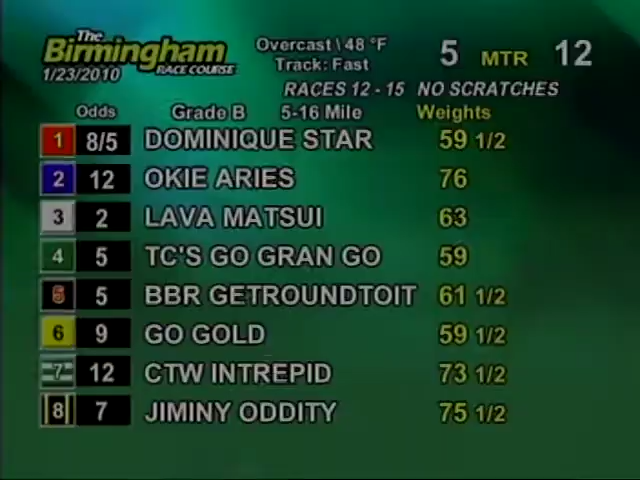 The
Birmingham
RACE COURSE
1/23/2010
Overcast \ 48 °F
Track: Fast
5 MTR 12
RACES 12 - 15 NO SCRATCHES
Odds Grade B 5-16 Mile Weights
1 8/5 DOMINIQUE STAR 59 1/2
2 12 OKIE ARIES 76
3 2 LAVA MATSUI 63
4 5 TC'S GO GRAN GO 59
5 5 BBR GETROUNDTOIT 61 1/2
6 9 GO GOLD 59 1/2
7 12 CTW INTREPID 73 1/2
8 7 JIMINY ODDITY 75 1/2